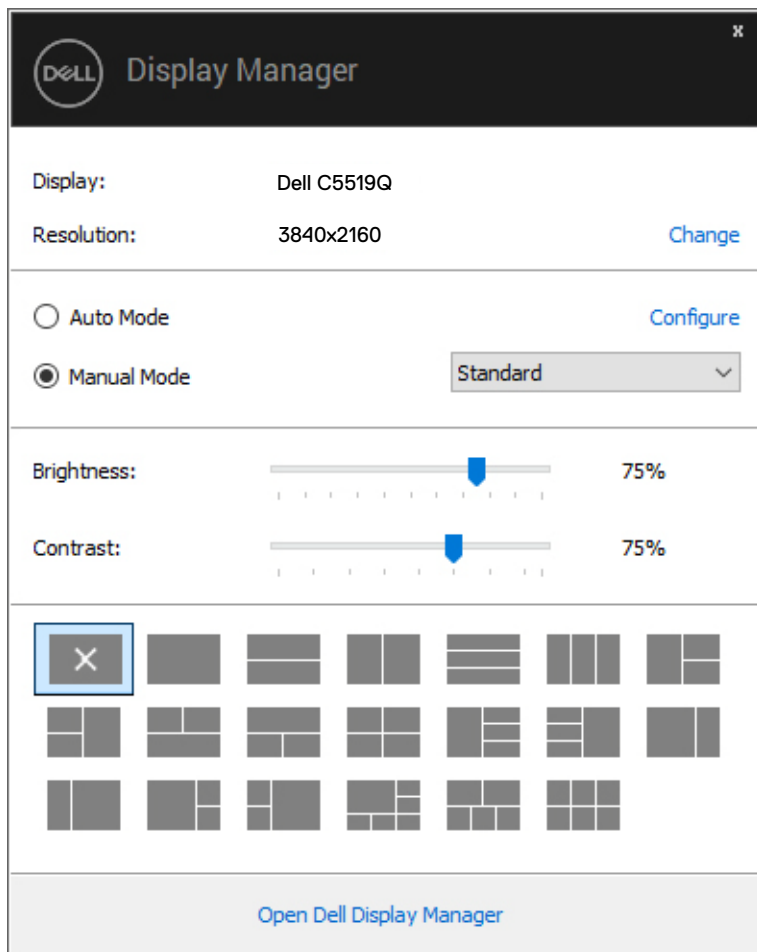 x
DELL Display Manager
Display: Dell C5519Q
Resolution: 3840x2160 Change
Auto Mode Configure
Manual Mode Standard
Brightness: 75%
Contrast: 75%
Open Dell Display Manager